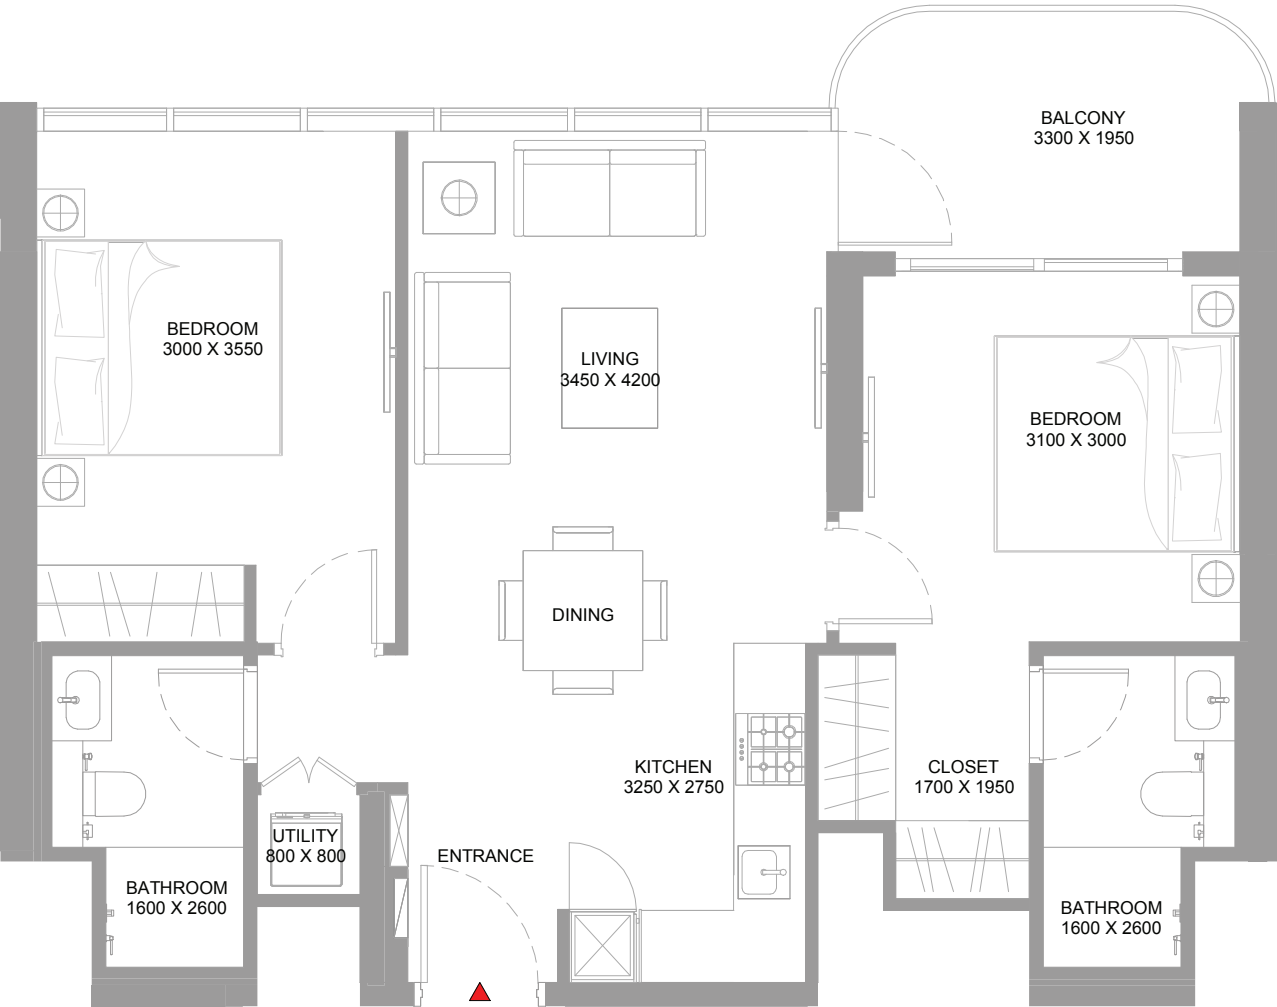 BALCONY
3300 X 1950
BEDROOM
3000 X 3550
LIVING
3450 X 4200
BEDROOM
3100 X 3000
DINING
KITCHEN
3250 X 2750
CLOSET
1700 X 1950
UTILITY
800 X 800
ENTRANCE
BATHROOM
1600 X 2600
BATHROOM
1600 X 2600